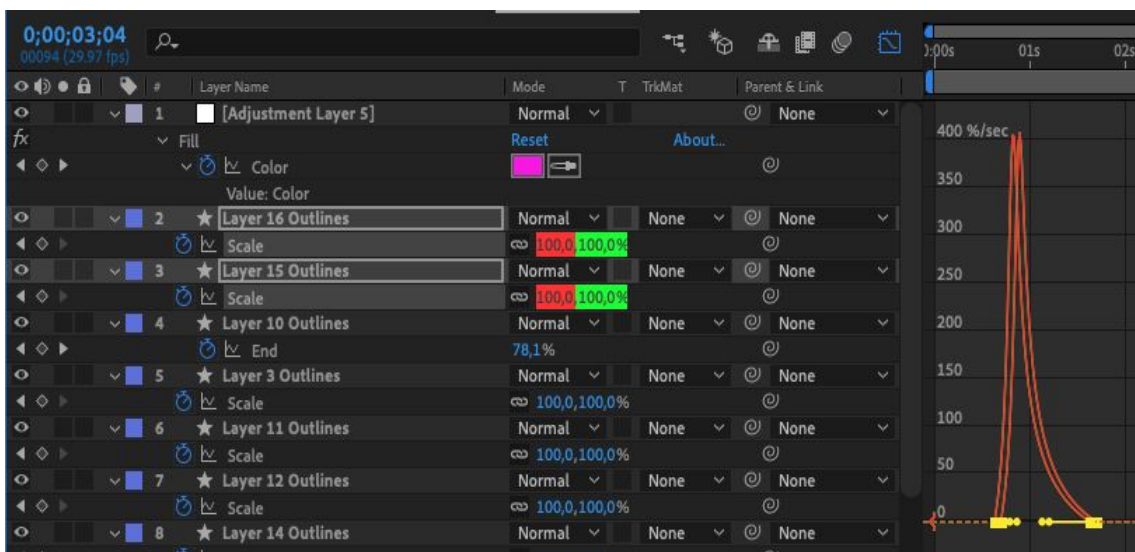 0;00;03;04
00094 (29.97 fps)
# Layer Name Mode T TrkMat Parent & Link
1 [Adjustment Layer 5] Normal None
fx Fill Reset About...
Color
Value: Color
2 Layer 16 Outlines Normal None None
Scale 100,0,100,0%
3 Layer 15 Outlines Normal None None
Scale 100,0,100,0%
4 Layer 10 Outlines Normal None None
End 78,1%
5 Layer 3 Outlines Normal None None
Scale 100,0,100,0%
6 Layer 11 Outlines Normal None None
Scale 100,0,100,0%
7 Layer 12 Outlines Normal None None
Scale 100,0,100,0%
8 Layer 14 Outlines Normal None None
01s 02s
400 %/sec
350
300
250
200
150
100
50
0